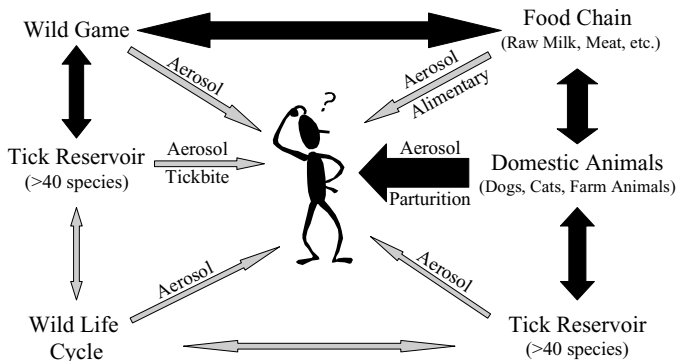 Wild Game
Food Chain
(Raw Milk, Meat, etc.)
Aerosol
?
Aerosol
Alimentary
Tick Reservoir
(>40 species)
Aerosol
Tickbite
Aerosol
Parturition
Domestic Animals
(Dogs, Cats, Farm Animals)
Aerosol
Aerosol
Wild Life
Cycle
Tick Reservoir
(>40 species)